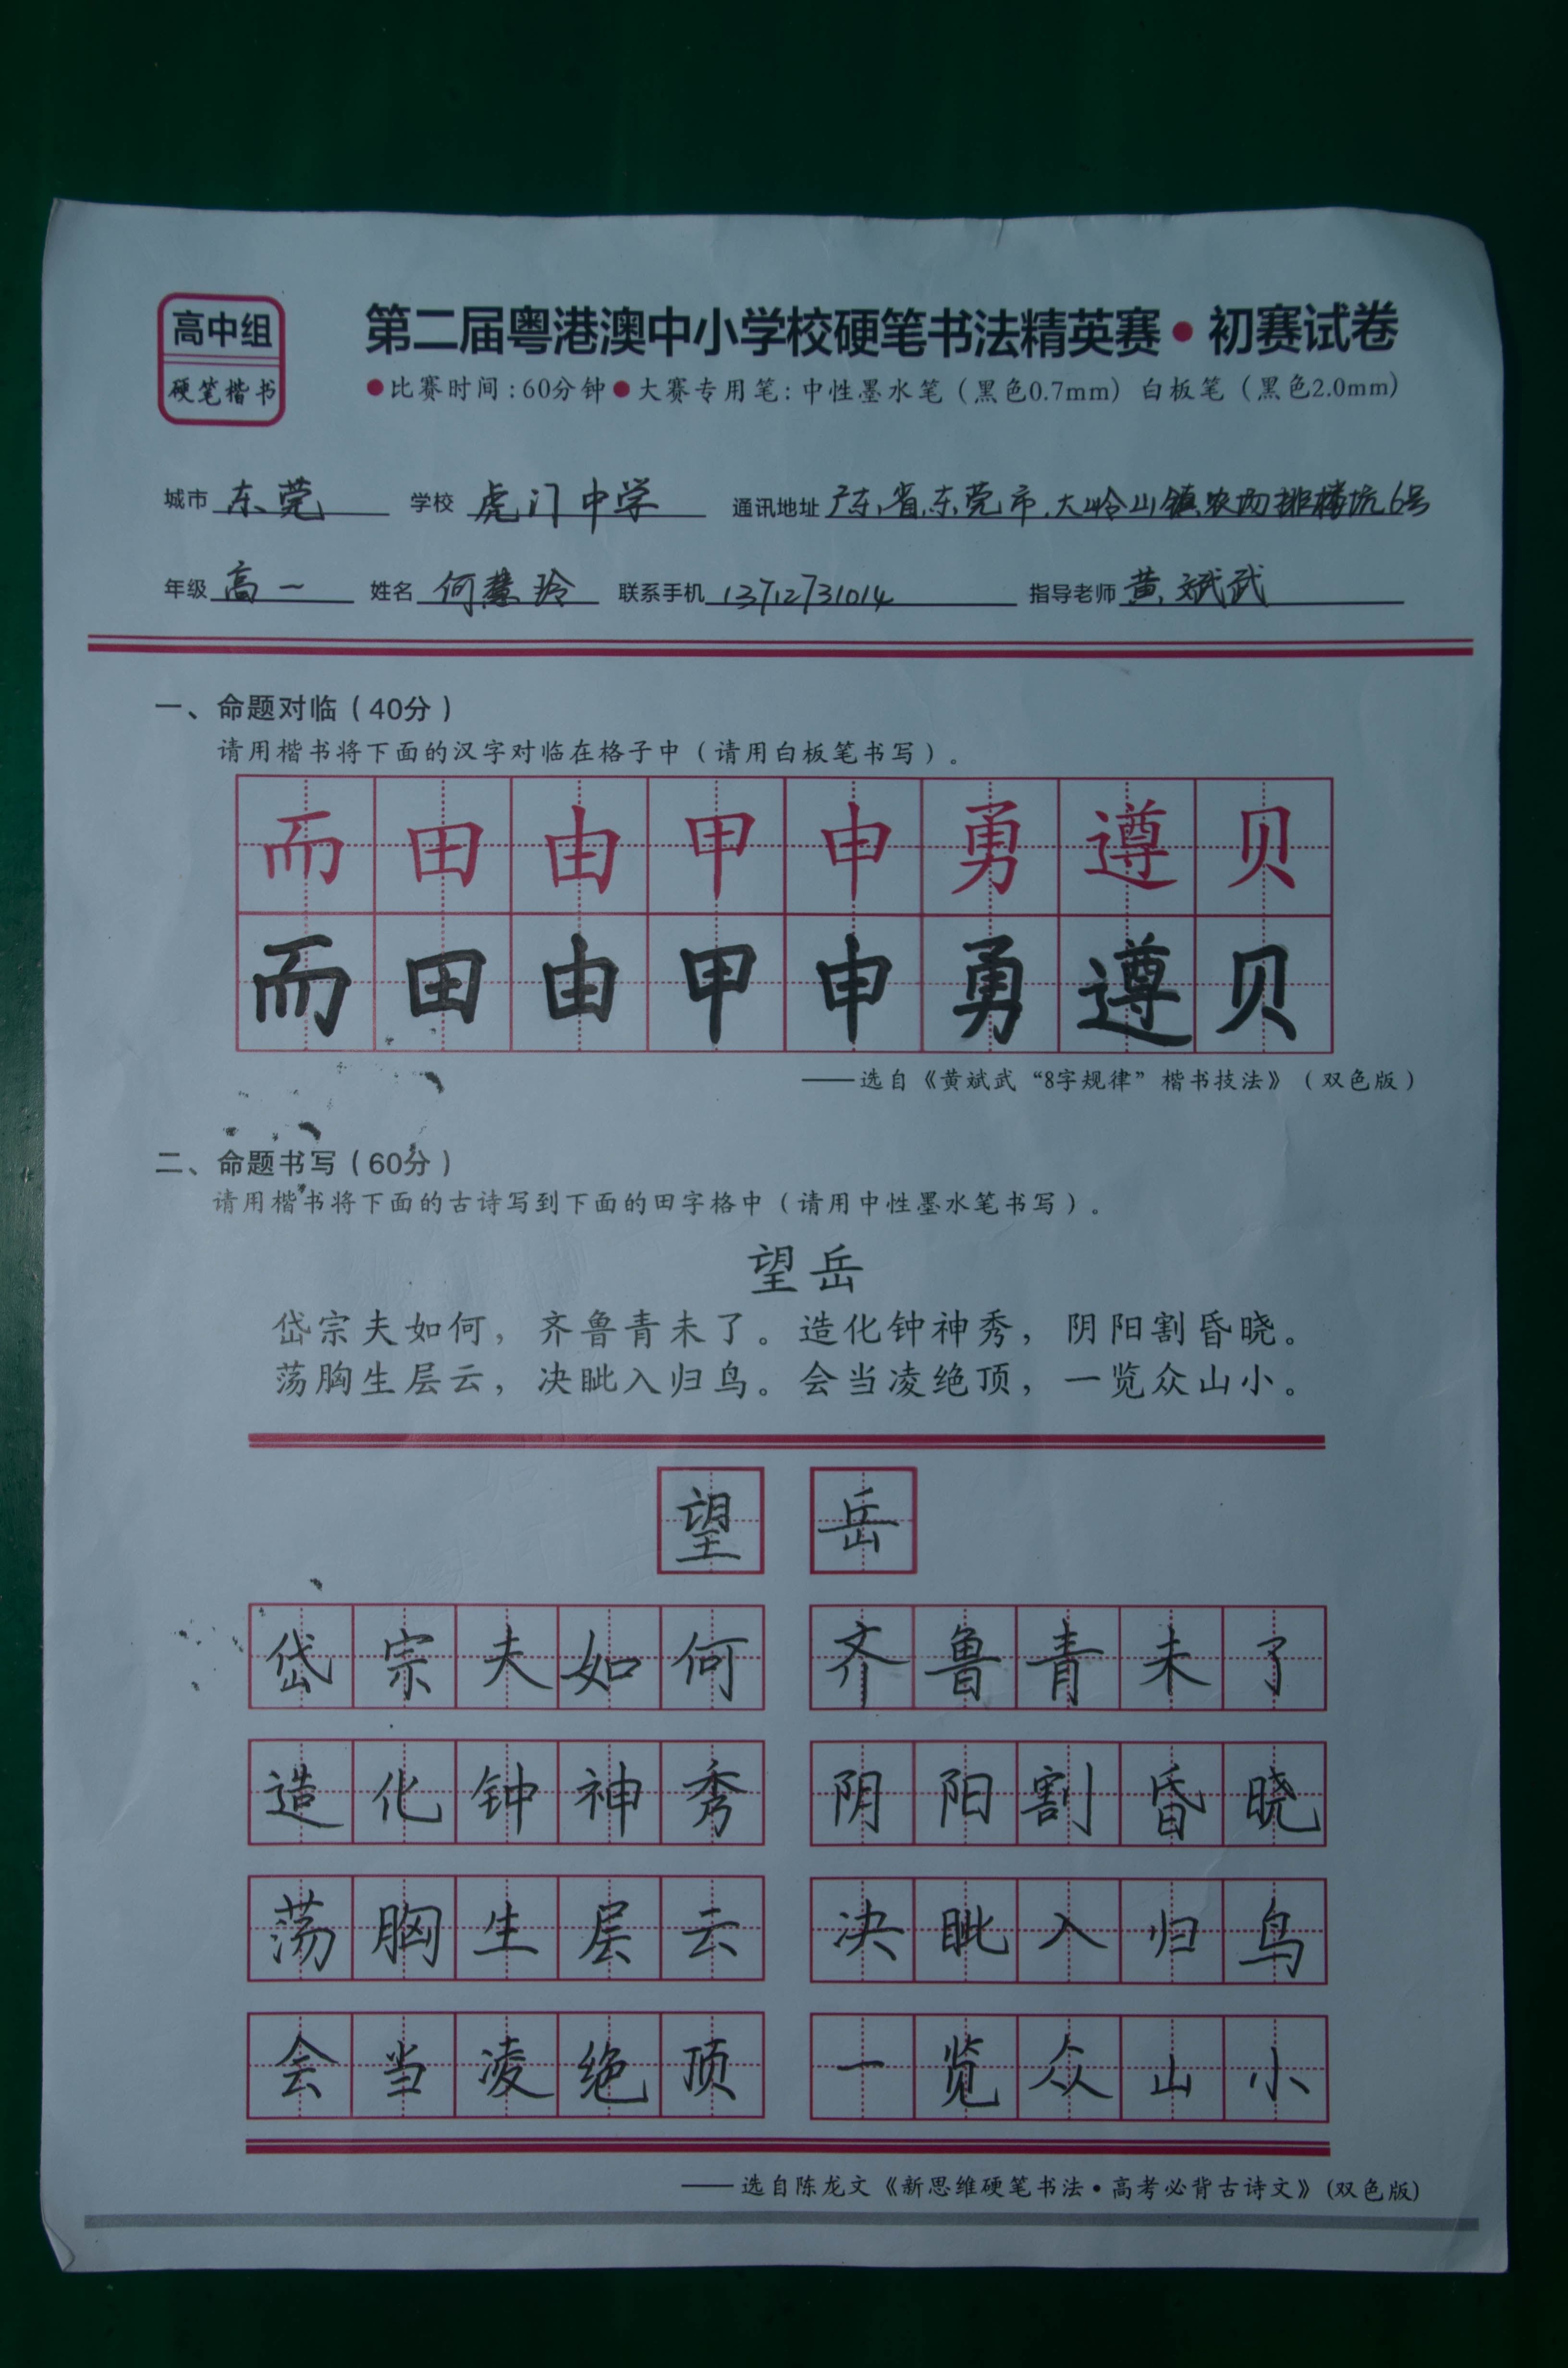 高中组
硬笔楷书
第二届粤港澳中小学校硬笔书法精英赛•初赛试卷
●比赛时间:60分钟●大赛专用笔:中性墨水笔(黑色0.7mm) 白板笔(黑色2.0mm)
城市 东莞 学校 虎门中学 通讯地址 广东省东莞市大岭山镇农场排楼坑6号
年级 高一 姓名 何慧玲 联系手机 13712731014 指导老师 黄斌武
一、命题对临(40分)
请用楷书将下面的汉字对临在格子中(请用白板笔书写)。
而田由甲申勇遵贝
而田由甲申勇遵贝
——选自《黄斌武“8字规律”楷书技法》(双色版)
二、命题书写(60分)
请用楷书将下面的古诗写到下面的田字格中(请用中性墨水笔书写)。
望岳
岱宗夫如何,齐鲁青未了。造化钟神秀,阴阳割昏晓。
荡胸生层云,决眦入归鸟。会当凌绝顶,一览众山小。
望岳
岱宗夫如何 齐鲁青未了
造化钟神秀 阴阳割昏晓
荡胸生层云 决眦入归鸟
会当凌绝顶 一览众山小
——选自陈龙文《新思维硬笔书法•高考必背古诗文》(双色版)